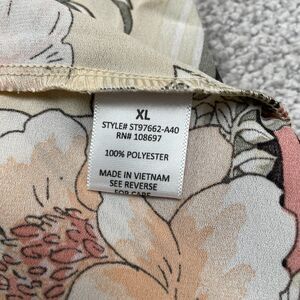 XL
STYLE# ST97662-A40
RN# 108697
100% POLYESTER
MADE IN VIETNAM
SEE REVERSE
FOR CARE